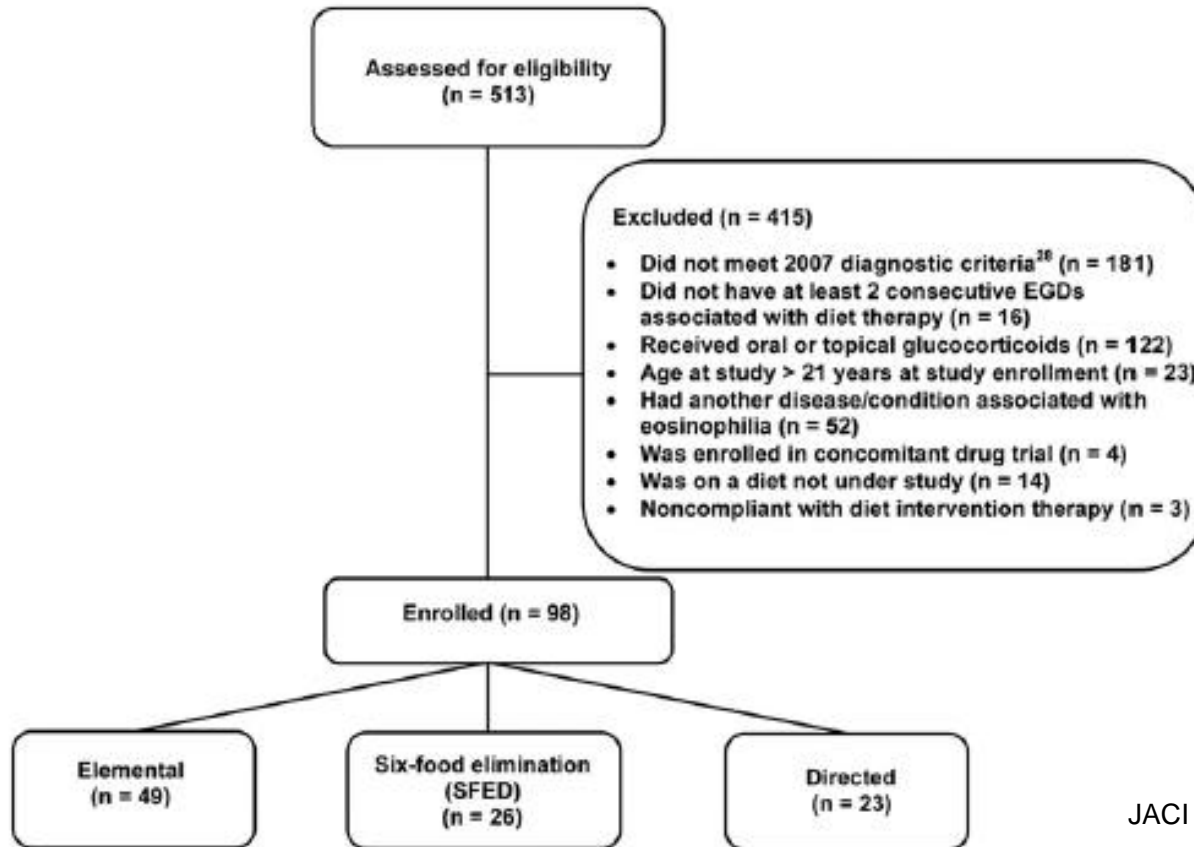 Assessed for eligibility
(n = 513)
Excluded (n = 415)
• Did not meet 2007 diagnostic criteria²⁸ (n = 181)
• Did not have at least 2 consecutive EGDs
associated with diet therapy (n = 16)
• Received oral or topical glucocorticoids (n = 122)
• Age at study > 21 years at study enrollment (n = 23)
• Had another disease/condition associated with
eosinophilia (n = 52)
• Was enrolled in concomitant drug trial (n = 4)
• Was on a diet not under study (n = 14)
• Noncompliant with diet intervention therapy (n = 3)
Enrolled (n = 98)
Elemental
(n = 49)
Six-food elimination
(SFED)
(n = 26)
Directed
(n = 23)
JACI